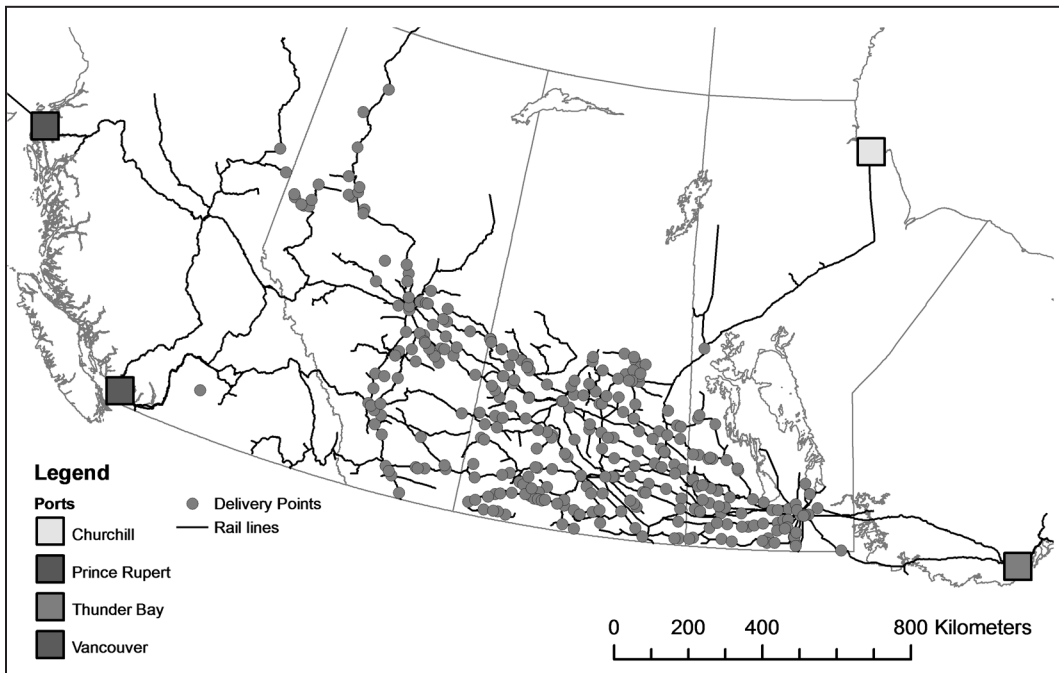 Legend
Ports
Churchill
Prince Rupert
Thunder Bay
Vancouver
Delivery Points
Rail lines
0 200 400 800 Kilometers